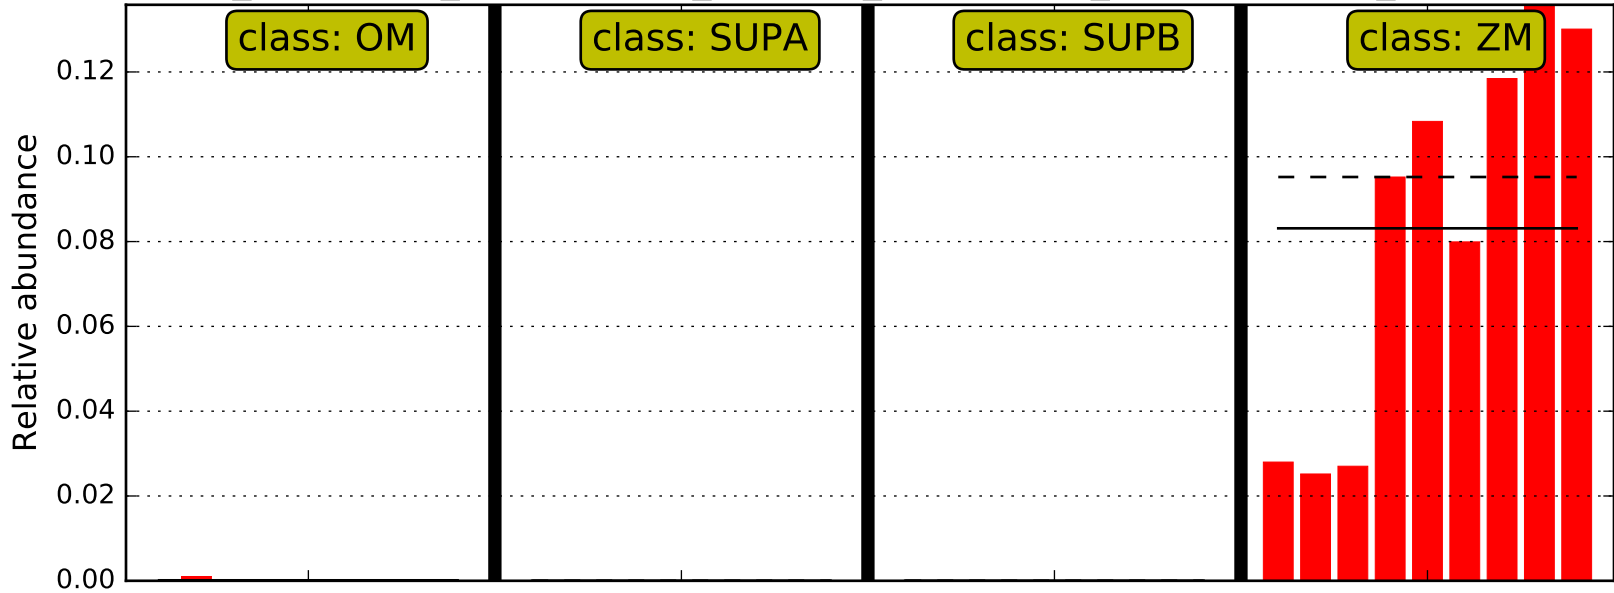 class: OM
class: SUPA
class: SUPB
class: ZM
Relative abundance
0.12
0.10
0.08
0.06
0.04
0.02
0.00